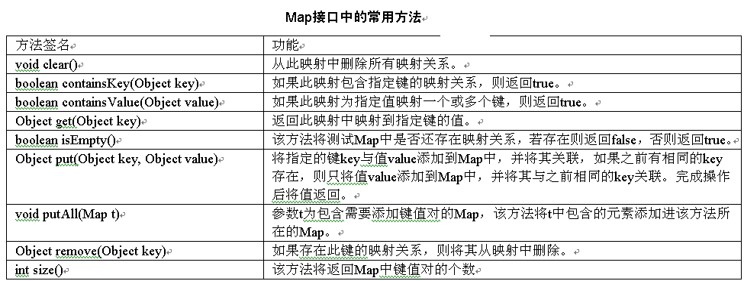 Map接口中的常用方法
方法签名
功能
void clear()
从此映射中删除所有映射关系。
boolean containsKey(Object key)
如果此映射包含指定键的映射关系，则返回true。
boolean containsValue(Object value)
如果此映射为指定值映射一个或多个键，则返回true。
Object get(Object key)
返回此映射中映射到指定键的值。
boolean isEmpty()
该方法将测试Map中是否还存在映射关系，若存在则返回false，否则返回true。
Object put(Object key, Object value)
将指定的键key与值value添加到Map中，并将其关联，如果之前有相同的key
存在，则只将值value添加到Map中，并将其与之前相同的key关联。完成操作
后将值返回。
void putAll(Map t)
参数t为包含需要添加键值对的Map，该方法将t中包含的元素添加进该方法所
在的Map。
Object remove(Object key)
如果存在此键的映射关系，则将其从映射中删除。
int size()
该方法将返回Map中键值对的个数